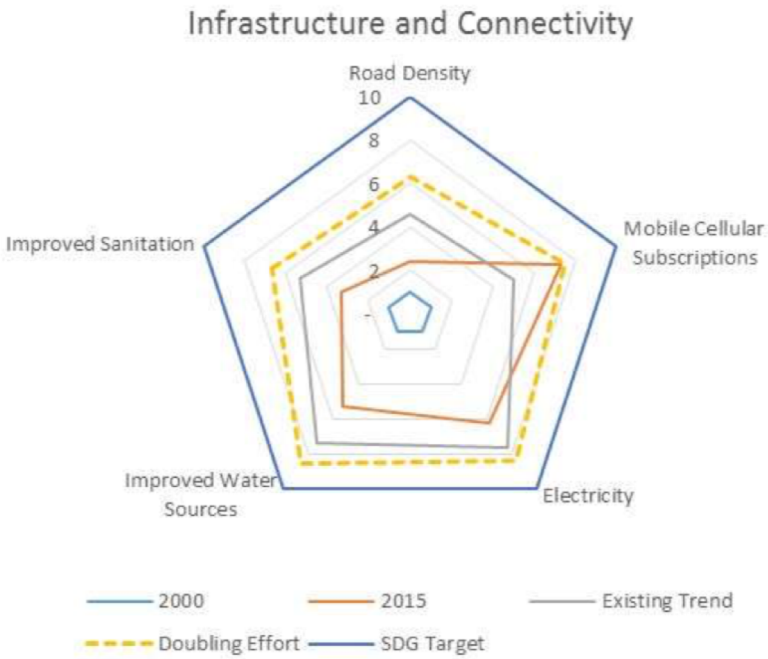 Infrastructure and Connectivity
Road Density
10
8
6
4
2
-
Mobile Cellular
Subscriptions
Improved Sanitation
Improved Water
Sources
Electricity
2000
2015
Existing Trend
Doubling Effort
SDG Target